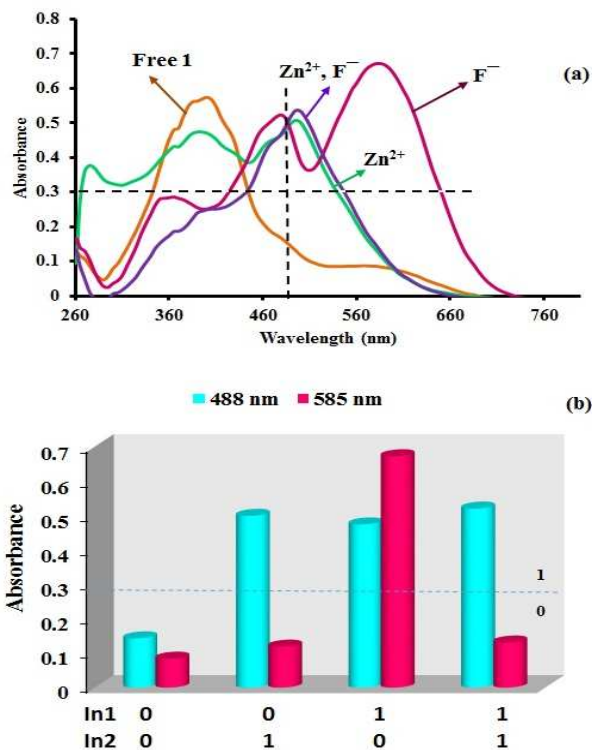 0.8
0.7
Free 1
Zn²⁺, F⁻
(a)
F⁻
0.6
0.5
Absorbance
0.4
Zn²⁺
0.3
0.2
0.1
0
260 360 460 560 660 760
Wavelength (nm)
488 nm 585 nm
(b)
0.7
0.6
0.5
Absorbance
0.4
0.3
1
0
0.2
0.1
0
In1 0 0 1 1
In2 0 1 0 1